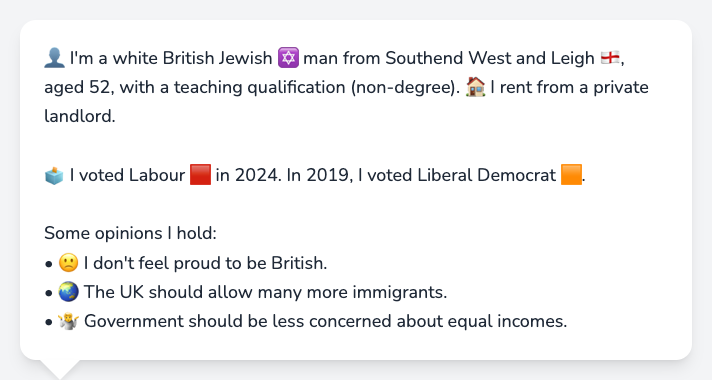 👤 I'm a white British Jewish ✡️ man from Southend West and Leigh 🏴󠁧󠁢󠁥󠁮󠁧󠁿,
aged 52, with a teaching qualification (non-degree). 🏠 I rent from a private
landlord.
🗳️ I voted Labour 🟥 in 2024. In 2019, I voted Liberal Democrat 🟧.
Some opinions I hold:
• 🙁 I don't feel proud to be British.
• 🌏 The UK should allow many more immigrants.
• 🤷 Government should be less concerned about equal incomes.